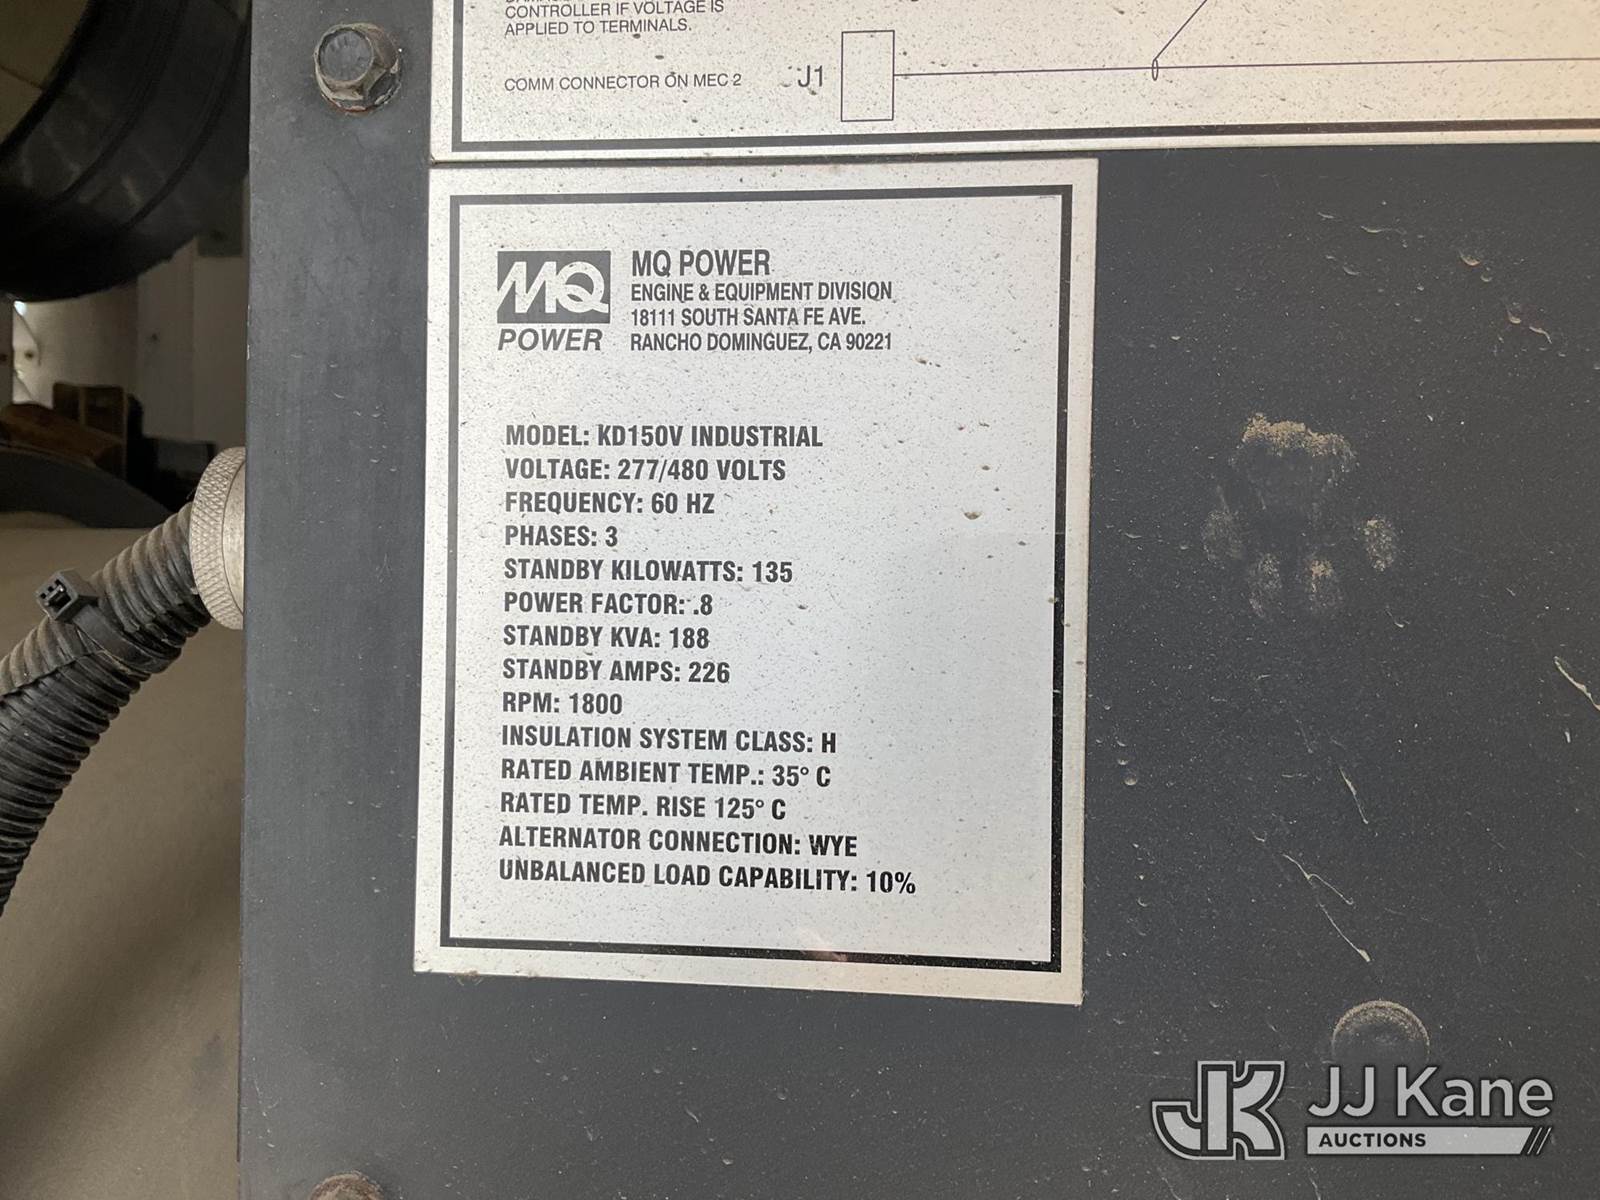 CONTROLLER IF VOLTAGE IS
APPLIED TO TERMINALS.
COMM CONNECTOR ON MEC 2
J1
MQ
POWER
MQ POWER
ENGINE & EQUIPMENT DIVISION
18111 SOUTH SANTA FE AVE.
RANCHO DOMINGUEZ, CA 90221
MODEL: KD150V INDUSTRIAL
VOLTAGE: 277/480 VOLTS
FREQUENCY: 60 HZ
PHASES: 3
STANDBY KILOWATTS: 135
POWER FACTOR: .8
STANDBY KVA: 188
STANDBY AMPS: 226
RPM: 1800
INSULATION SYSTEM CLASS: H
RATED AMBIENT TEMP.: 35° C
RATED TEMP. RISE 125° C
ALTERNATOR CONNECTION: WYE
UNBALANCED LOAD CAPABILITY: 10%
JK
JJ Kane
AUCTIONS